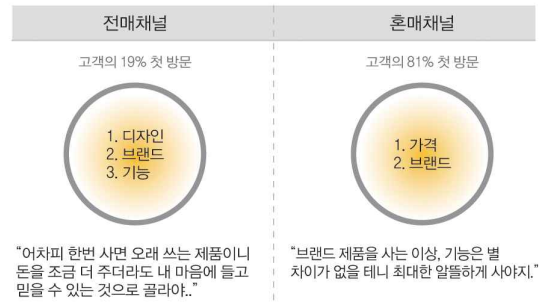 전매채널
고객의 19% 첫 방문
1. 디자인
2. 브랜드
3. 기능
“어차피 한번 사면 오래 쓰는 제품이니
돈을 조금 더 주더라도 내 마음에 들고
믿을 수 있는 것으로 골라야..”
혼매채널
고객의 81% 첫 방문
1. 가격
2. 브랜드
“브랜드 제품을 사는 이상, 기능은 별
차이가 없을 테니 최대한 알뜰하게 사야지.”